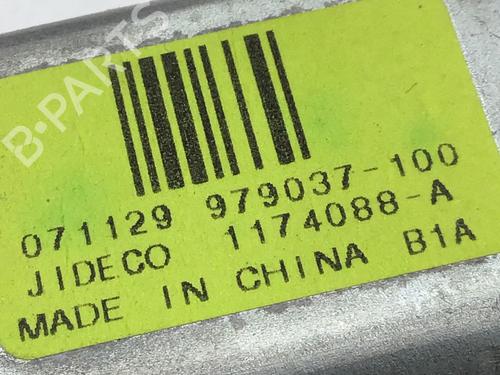 B-PARTS
071129 979037-100
JIDECO 1174088-A
MADE IN CHINA B1A